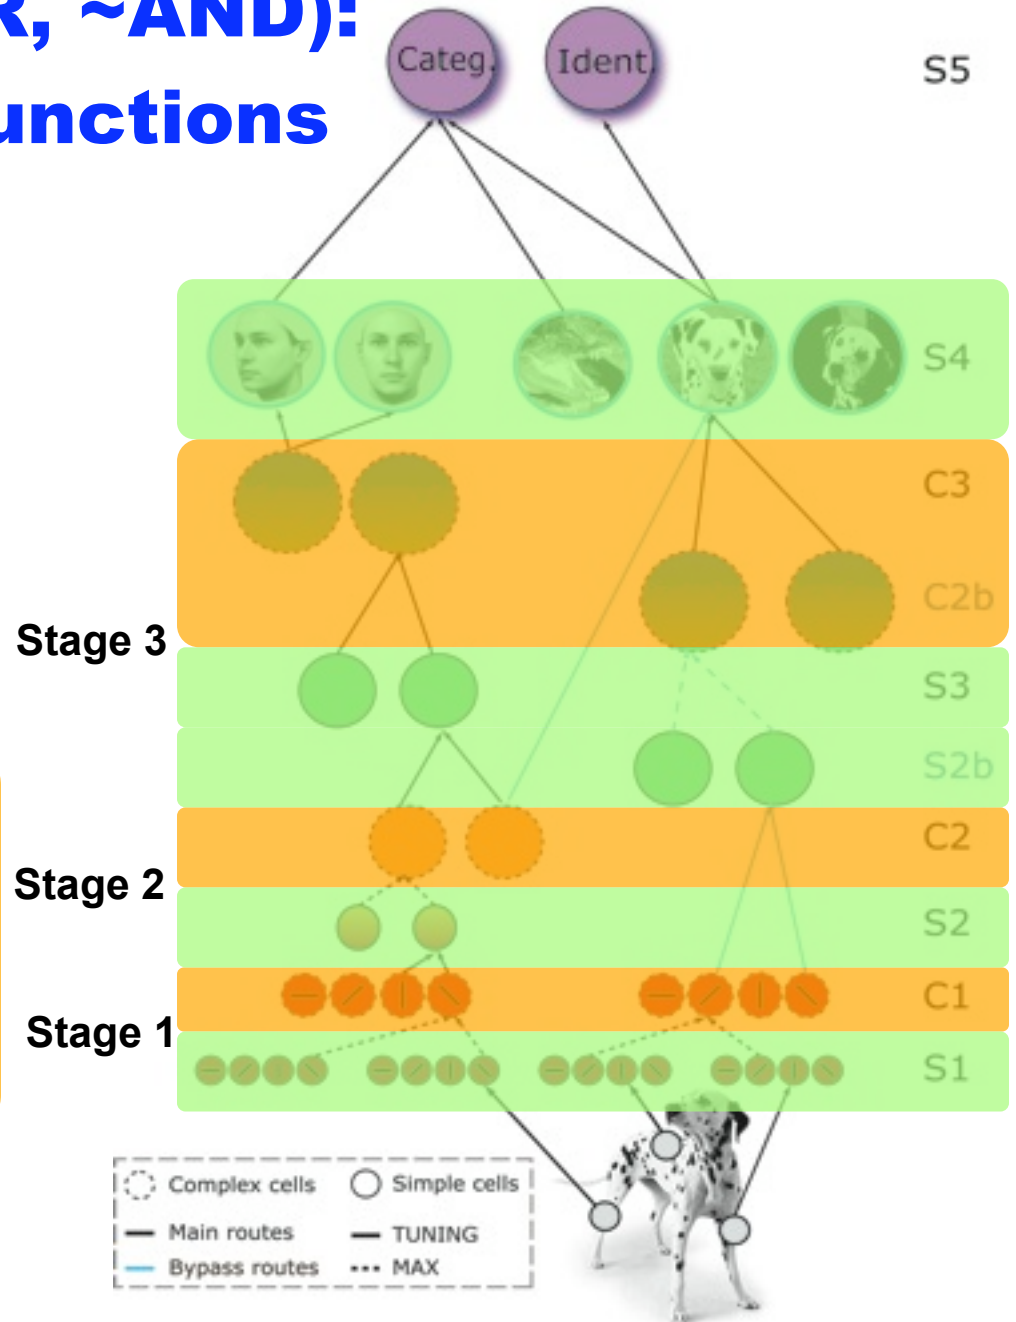 R, ~AND):
unctions
Categ.
Ident.
S5
S4
C3
C2b
Stage 3
S3
S2b
C2
Stage 2
S2
C1
Stage 1
S1
Complex cells
Simple cells
Main routes
TUNING
Bypass routes
MAX